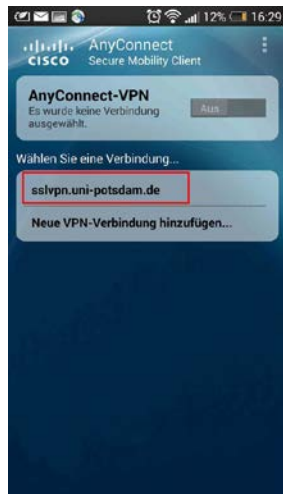 12% 16:29
CISCO
AnyConnect
Secure Mobility Client
AnyConnect-VPN
Es wurde keine Verbindung
ausgewählt.
Aus
Wählen Sie eine Verbindung...
sslvpn.uni-potsdam.de
Neue VPN-Verbindung hinzufügen...